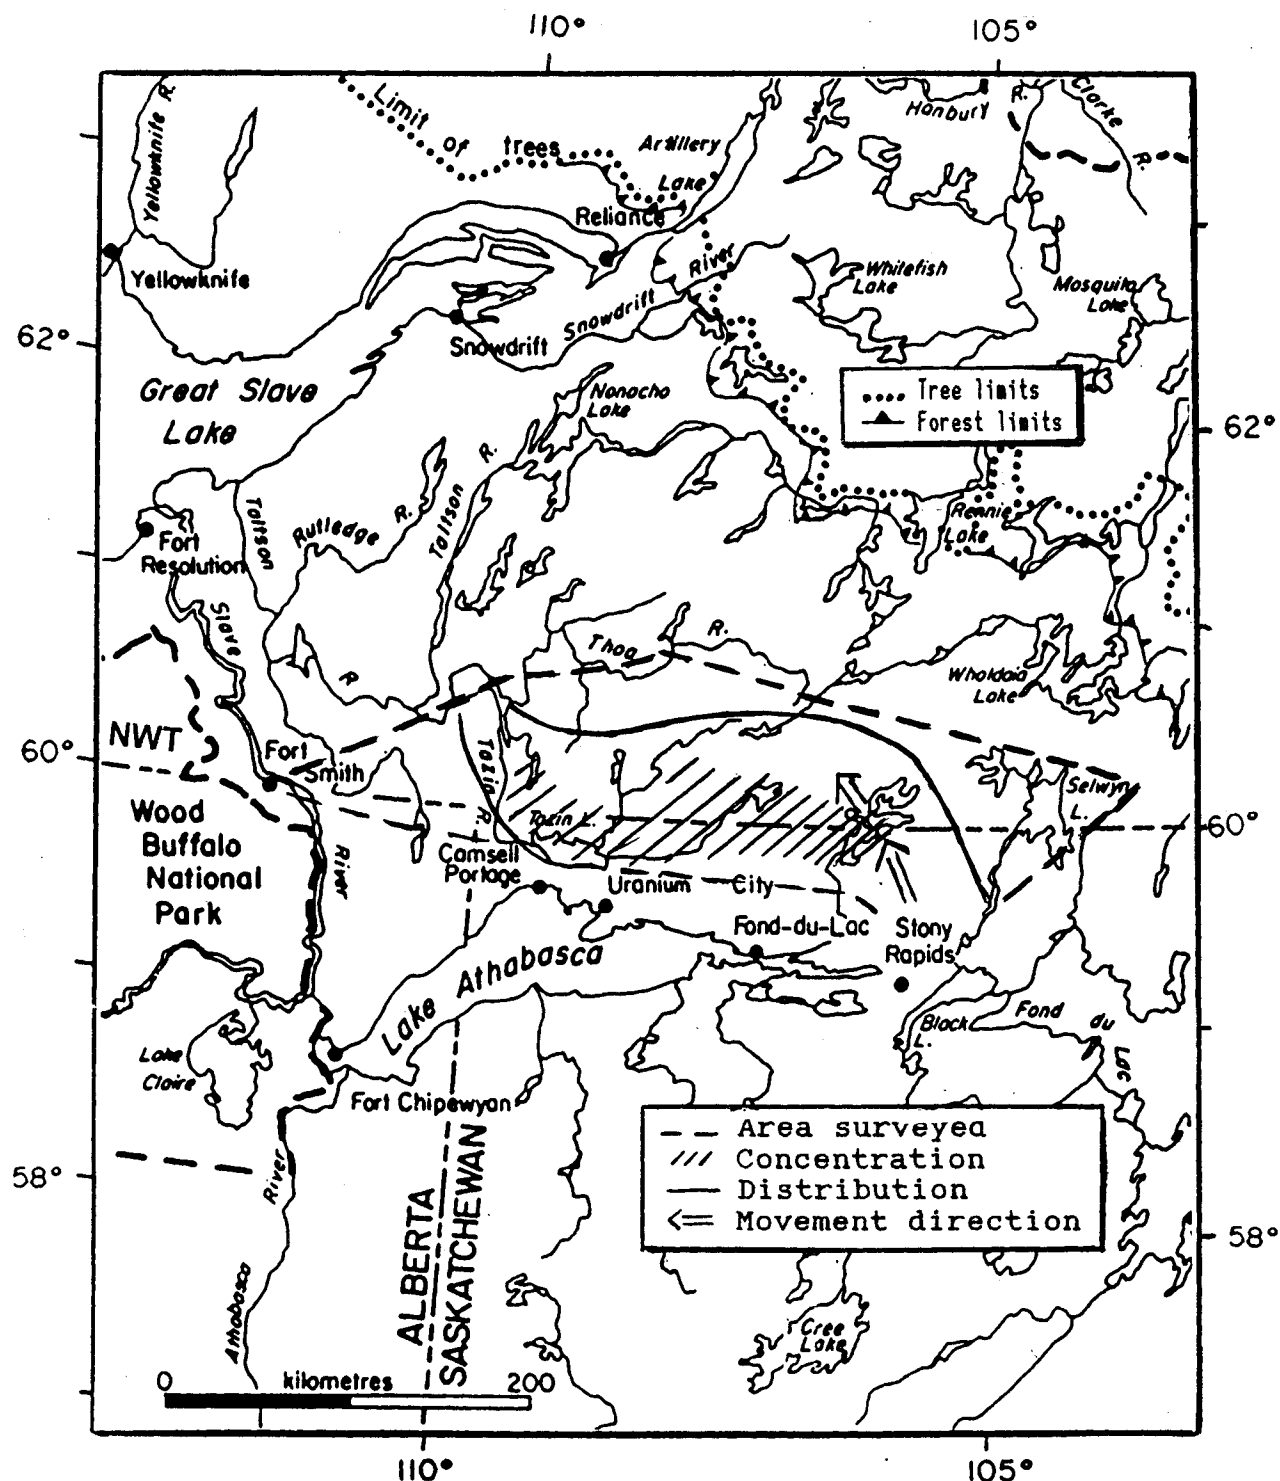 110°
105°
Yellowknife R.
Limit of trees
Artillery
Lake
Hanbury
R.
Clarke
R.
Reliance
Yellowknife
Snowdrift River
Whitefish
Lake
Mosquito
Lake
62°
Snowdrift
Great Slave
Lake
Nonacho
Lake
Tree limits
Forest limits
62°
Taltson
Rutledge R.
Taltson R.
Rennie
Lake
Fort
Resolution
Slave
R.
Thoa R.
Wholdaia
Lake
NWT
60°
Fort
Smith
Tazin R.
Selwyn
L.
Tazin L.
60°
Wood
Buffalo
National
Park
River
Camsell
Portage
Uranium City
Fond-du-Lac
Stony
Rapids
Lake Athabasca
Black
L.
Fond du Lac
Lake
Claire
Fort Chipewyan
58°
River
Area surveyed
Concentration
Distribution
Movement direction
58°
ALBERTA
SASKATCHEWAN
Athabasca
Cree
Lake
0 kilometres 200
110°
105°